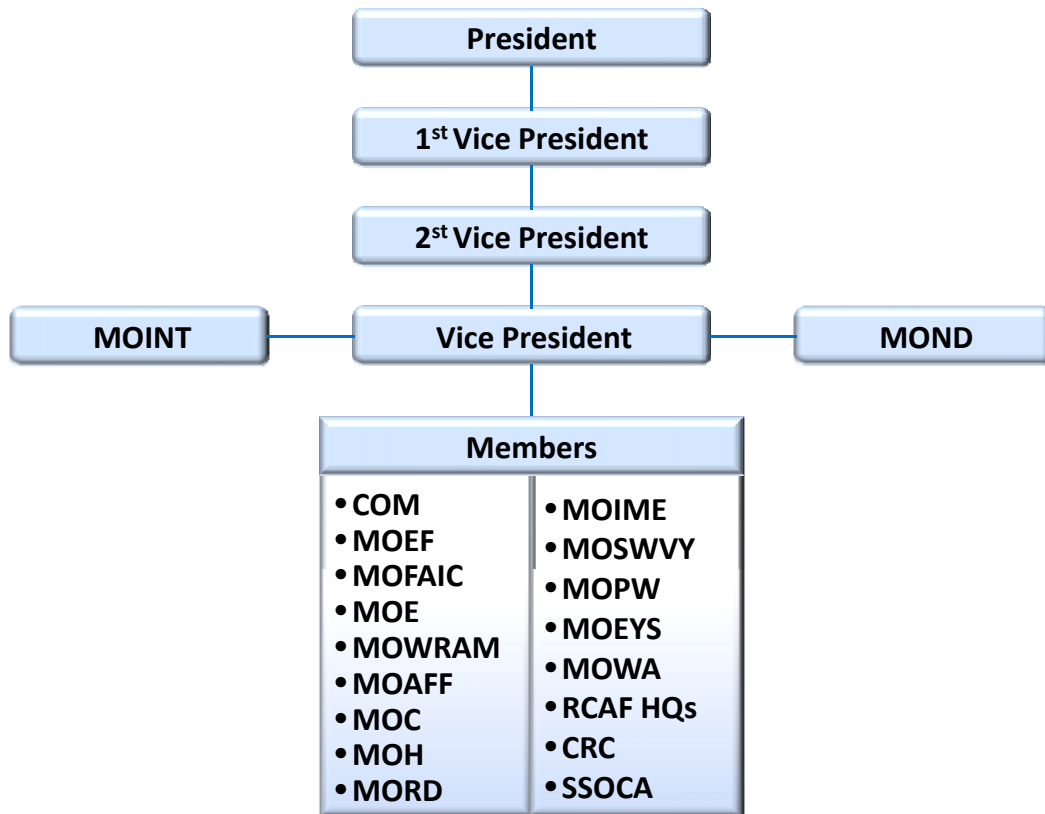 President
1st Vice President
2st Vice President
MOINT
Vice President
MOND
Members
• COM
• MOEF
• MOFAIC
• MOE
• MOWRAM
• MOAFF
• MOC
• MOH
• MORD
• MOIME
• MOSWVY
• MOPW
• MOEYS
• MOWA
• RCAF HQs
• CRC
• SSOCA